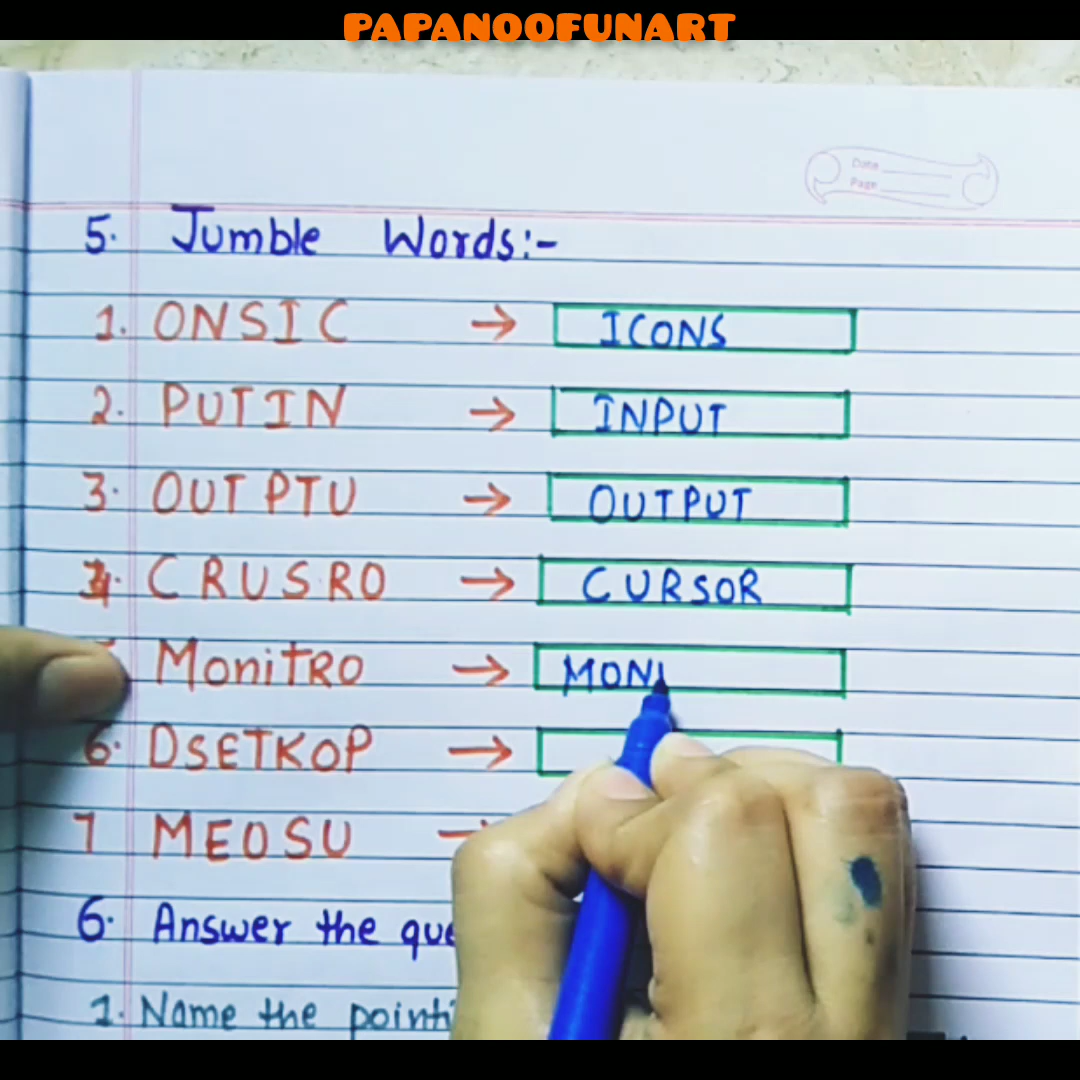 PAPANOOFUNART
Date
Page
5. Jumble Words:-
1. ONSIC → ICONS
2. PUTIN → INPUT
3. OUTPTU → OUTPUT
4. CRUSRO → CURSOR
MonitRO → MONI
6. DSETKOP →
7 MEOSU →
6. Answer the que
1. Name the pointi